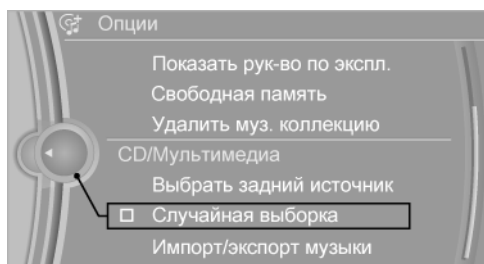 Опции
Показать рук-во по экспл.
Свободная память
Удалить муз. коллекцию
CD/Мультимедиа
Выбрать задний источник
Случайная выборка
Импорт/экспорт музыки